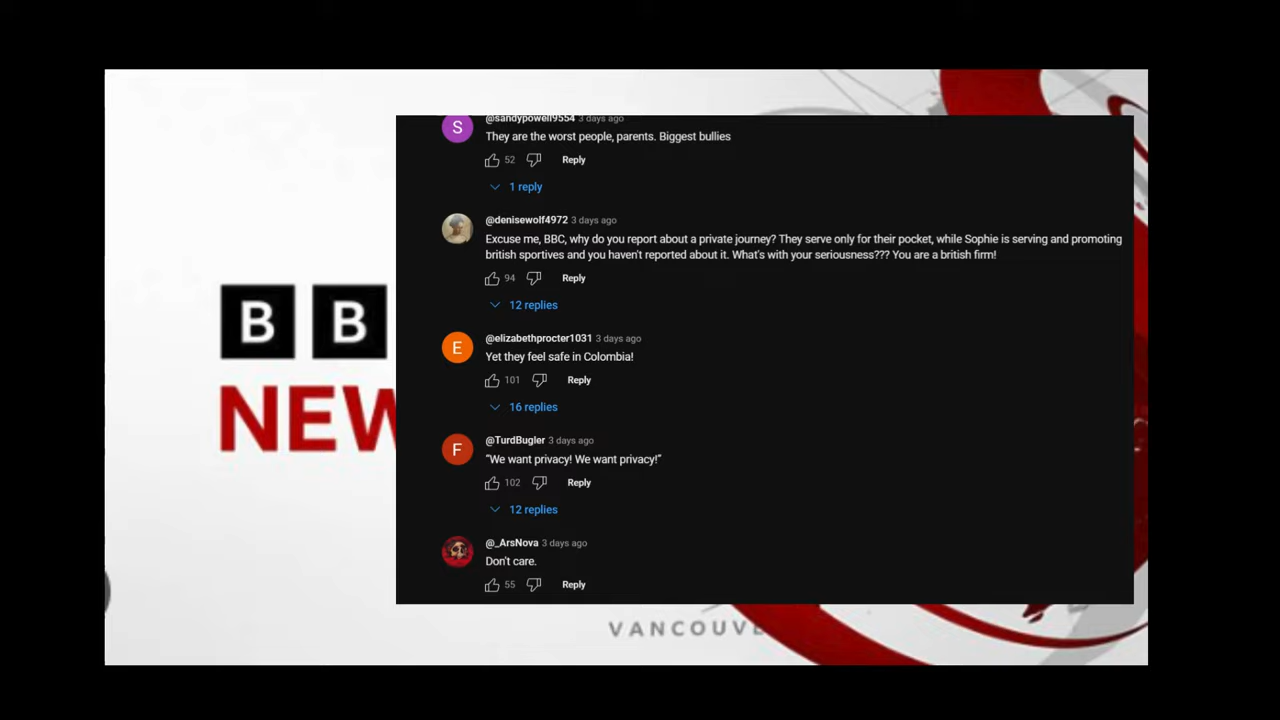 @sandypowell9554 3 days ago
They are the worst people, parents. Biggest bullies
52 Reply
1 reply
@denisewolf4972 3 days ago
Excuse me, BBC, why do you report about a private journey? They serve only for their pocket, while Sophie is serving and promoting
british sportives and you haven't reported about it. What's with your seriousness??? You are a british firm!
94 Reply
12 replies
@elizabethprocter1031 3 days ago
Yet they feel safe in Colombia!
101 Reply
16 replies
@TurdBugler 3 days ago
“We want privacy! We want privacy!”
102 Reply
12 replies
@_ArsNova 3 days ago
Don't care.
55 Reply
S
E
F
B B
NEW
VANCOUVE